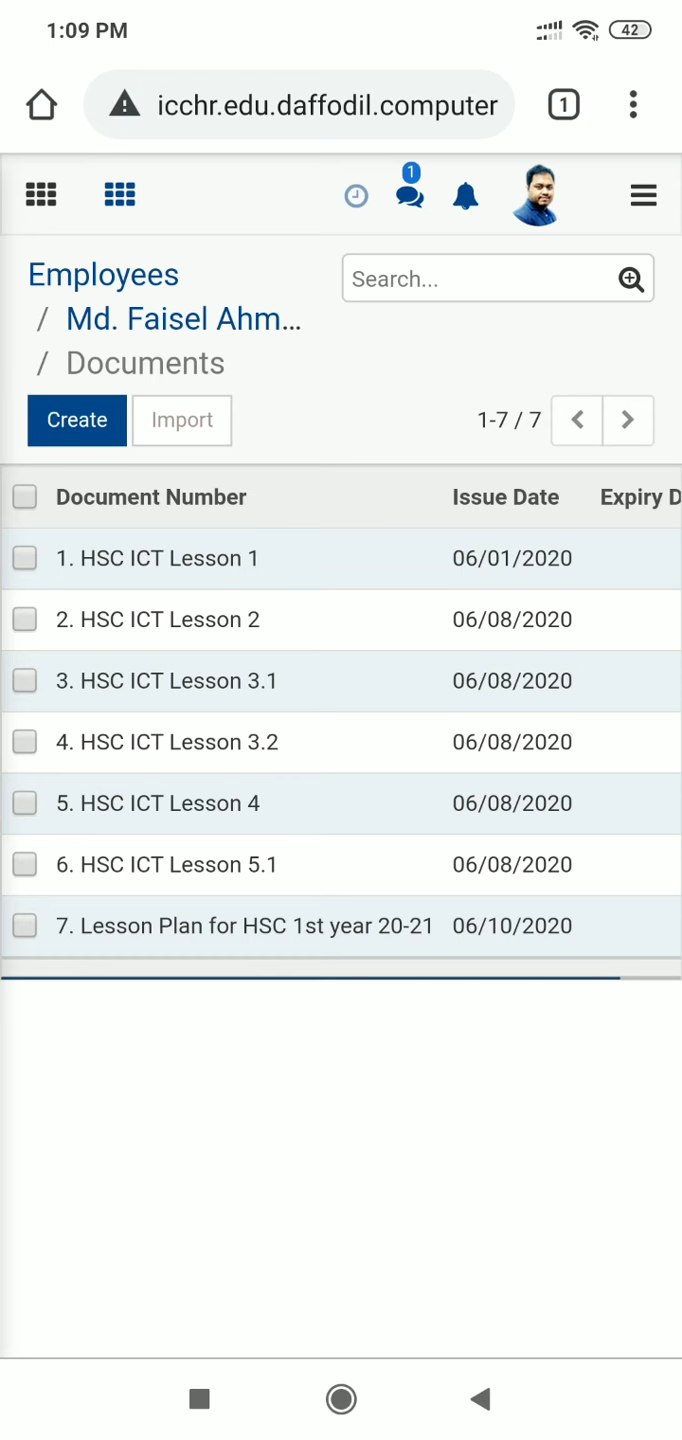 1:09 PM
42
icchr.edu.daffodil.computer
1
1
Employees
Search...
/ Md. Faisel Ahm...
/ Documents
Create
Import
1-7 / 7
Document Number Issue Date Expiry D
1. HSC ICT Lesson 1 06/01/2020
2. HSC ICT Lesson 2 06/08/2020
3. HSC ICT Lesson 3.1 06/08/2020
4. HSC ICT Lesson 3.2 06/08/2020
5. HSC ICT Lesson 4 06/08/2020
6. HSC ICT Lesson 5.1 06/08/2020
7. Lesson Plan for HSC 1st year 20-21 06/10/2020